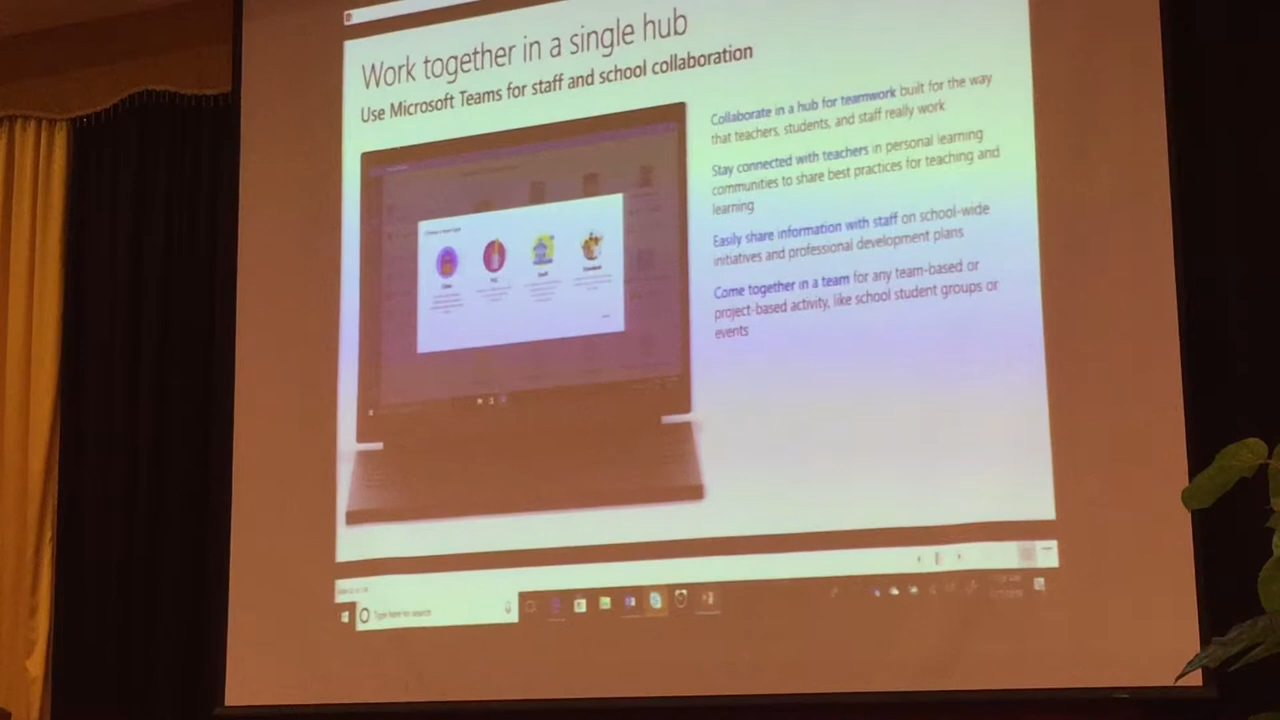 Work together in a single hub
Use Microsoft Teams for staff and school collaboration
Collaborate in a hub for teamwork built for the way
that teachers, students, and staff really work
Stay connected with teachers in personal learning
communities to share best practices for teaching and
learning
Easily share information with staff on school-wide
initiatives and professional development plans
Come together in a team for any team-based or
project-based activity, like school student groups or
events
Type here to search